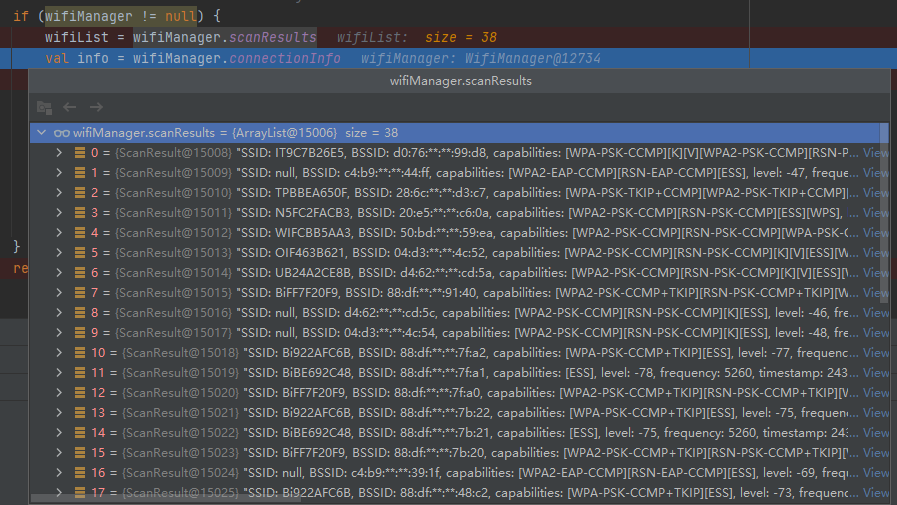 if (wifiManager != null) {
wifiList = wifiManager.scanResults wifiList: size = 38
val info = wifiManager.connectionInfo wifiManager: WifiManager@12734
wifiManager.scanResults
wifiManager.scanResults = {ArrayList@15006} size = 38
0 = {ScanResult@15008} "SSID: IT9C7B26E5, BSSID: d0:76:**:**:99:d8, capabilities: [WPA-PSK-CCMP][K][V][WPA2-PSK-CCMP][RSN-P... View
1 = {ScanResult@15009} "SSID: null, BSSID: c4:b9:**:**:44:ff, capabilities: [WPA2-EAP-CCMP][RSN-EAP-CCMP][ESS], level: -47, freque... View
2 = {ScanResult@15010} "SSID: TPBBEA650F, BSSID: 28:6c:**:**:d3:c7, capabilities: [WPA-PSK-TKIP+CCMP][WPA2-PSK-TKIP+CCMP]... View
3 = {ScanResult@15011} "SSID: N5FC2FACB3, BSSID: 20:e5:**:**:c6:0a, capabilities: [WPA2-PSK-CCMP][RSN-PSK-CCMP][ESS][WPS], ... View
4 = {ScanResult@15012} "SSID: WIFCBB5AA3, BSSID: 50:bd:**:**:59:ea, capabilities: [WPA2-PSK-CCMP][RSN-PSK-CCMP][WPA-PSK-C... View
} 5 = {ScanResult@15013} "SSID: OIF463B621, BSSID: 04:d3:**:**:4c:52, capabilities: [WPA2-PSK-CCMP][RSN-PSK-CCMP][K][V][ESS][W... View
re 6 = {ScanResult@15014} "SSID: UB24A2CE8B, BSSID: d4:62:**:**:cd:5a, capabilities: [WPA2-PSK-CCMP][RSN-PSK-CCMP][K][V][ESS][W... View
7 = {ScanResult@15015} "SSID: BiFF7F20F9, BSSID: 88:df:**:**:91:40, capabilities: [WPA2-PSK-CCMP+TKIP][RSN-PSK-CCMP+TKIP][W... View
8 = {ScanResult@15016} "SSID: null, BSSID: d4:62:**:**:cd:5c, capabilities: [WPA2-PSK-CCMP][RSN-PSK-CCMP][K][ESS], level: -46, fre... View
9 = {ScanResult@15017} "SSID: null, BSSID: 04:d3:**:**:4c:54, capabilities: [WPA2-PSK-CCMP][RSN-PSK-CCMP][K][ESS], level: -48, fre... View
10 = {ScanResult@15018} "SSID: Bi922AFC6B, BSSID: 88:df:**:**:7f:a2, capabilities: [WPA-PSK-CCMP+TKIP][ESS], level: -77, frequenc... View
11 = {ScanResult@15019} "SSID: BiBE692C48, BSSID: 88:df:**:**:7f:a1, capabilities: [ESS], level: -78, frequency: 5260, timestamp: 243... View
12 = {ScanResult@15020} "SSID: BiFF7F20F9, BSSID: 88:df:**:**:7f:a0, capabilities: [WPA2-PSK-CCMP+TKIP][RSN-PSK-CCMP+TKIP][W... View
13 = {ScanResult@15021} "SSID: Bi922AFC6B, BSSID: 88:df:**:**:7b:22, capabilities: [WPA-PSK-CCMP+TKIP][ESS], level: -75, frequenc... View
14 = {ScanResult@15022} "SSID: BiBE692C48, BSSID: 88:df:**:**:7b:21, capabilities: [ESS], level: -75, frequency: 5260, timestamp: 243... View
15 = {ScanResult@15023} "SSID: BiFF7F20F9, BSSID: 88:df:**:**:7b:20, capabilities: [WPA2-PSK-CCMP+TKIP][RSN-PSK-CCMP+TKIP][W... View
16 = {ScanResult@15024} "SSID: null, BSSID: c4:b9:**:**:39:1f, capabilities: [WPA2-EAP-CCMP][RSN-EAP-CCMP][ESS], level: -69, freque... View
17 = {ScanResult@15025} "SSID: Bi922AFC6B, BSSID: 88:df:**:**:48:c2, capabilities: [WPA-PSK-CCMP+TKIP][ESS], level: -73, frequenc... View